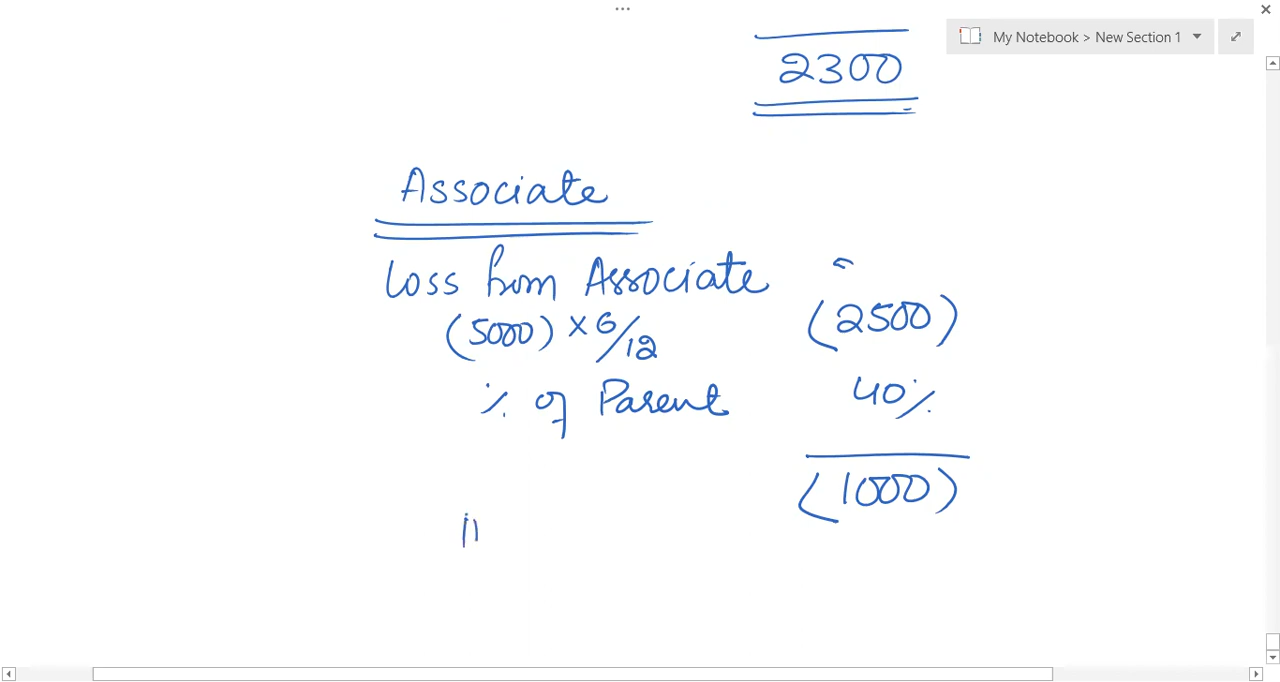 ...
My Notebook > New Section 1
2300
Associate
Loss from Associate
(5000) × 6/12 (2500)
% of Parent 40%
(1000)